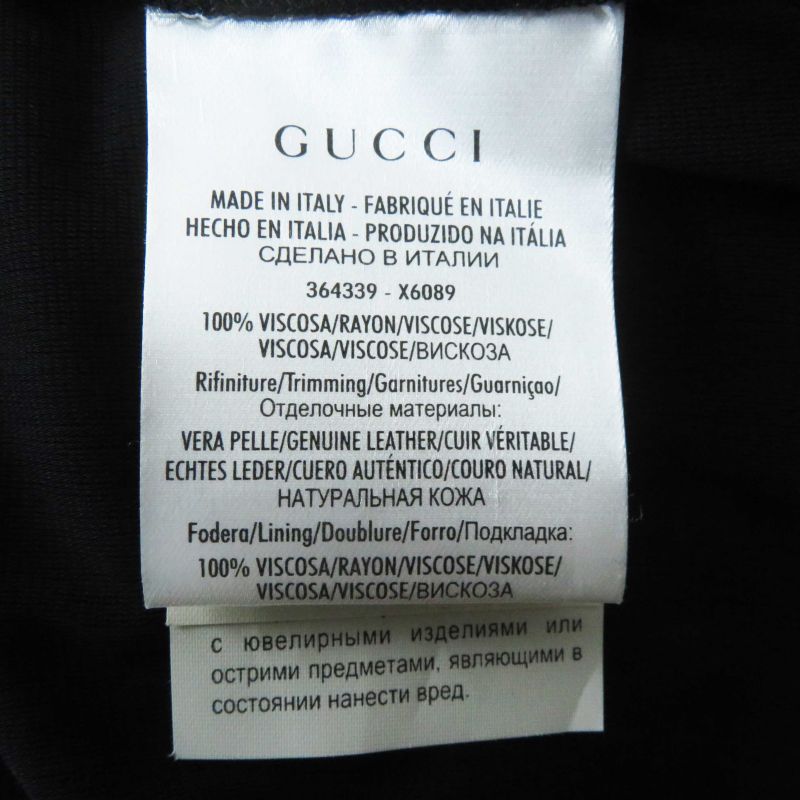 GUCCI
MADE IN ITALY - FABRIQUÉ EN ITALIE
HECHO EN ITALIA - PRODUZIDO NA ITÁLIA
СДЕЛАНО В ИТАЛИИ
364339 - X6089
100% VISCOSA/RAYON/VISCOSE/VISKOSE/
VISCOSA/VISCOSE/ВИСКОЗА
Rifiniture/Trimming/Garnitures/Guarniçao/
Отделочные материалы:
VERA PELLE/GENUINE LEATHER/CUIR VÉRITABLE/
ECHTES LEDER/CUERO AUTÉNTICO/COURO NATURAL/
НАТУРАЛЬНАЯ КОЖА
Fodera/Lining/Doublure/Forro/Подкладка:
100% VISCOSA/RAYON/VISCOSE/VISKOSE/
VISCOSA/VISCOSE/ВИСКОЗА
с ювелирными изделиями или
острими предметами, являющими в
состоянии нанести вред.